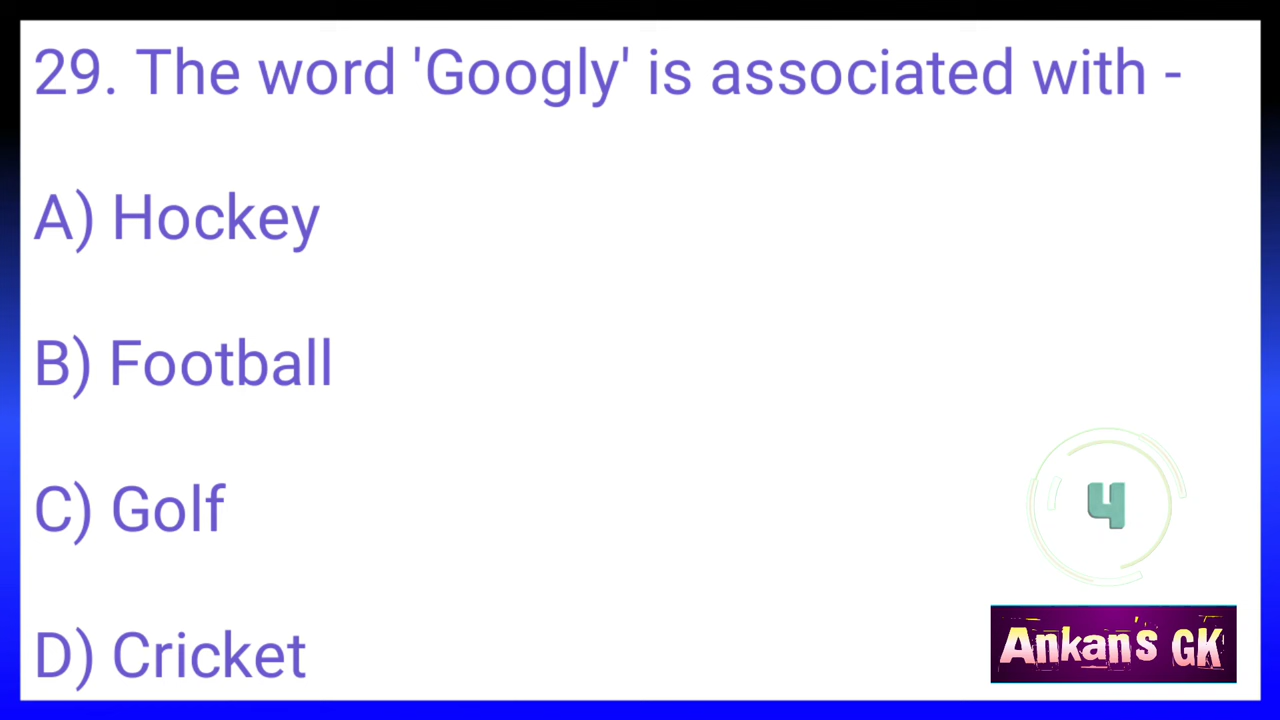 29. The word 'Googly' is associated with -
A) Hockey
B) Football
C) Golf
4
D) Cricket
Ankan's GK